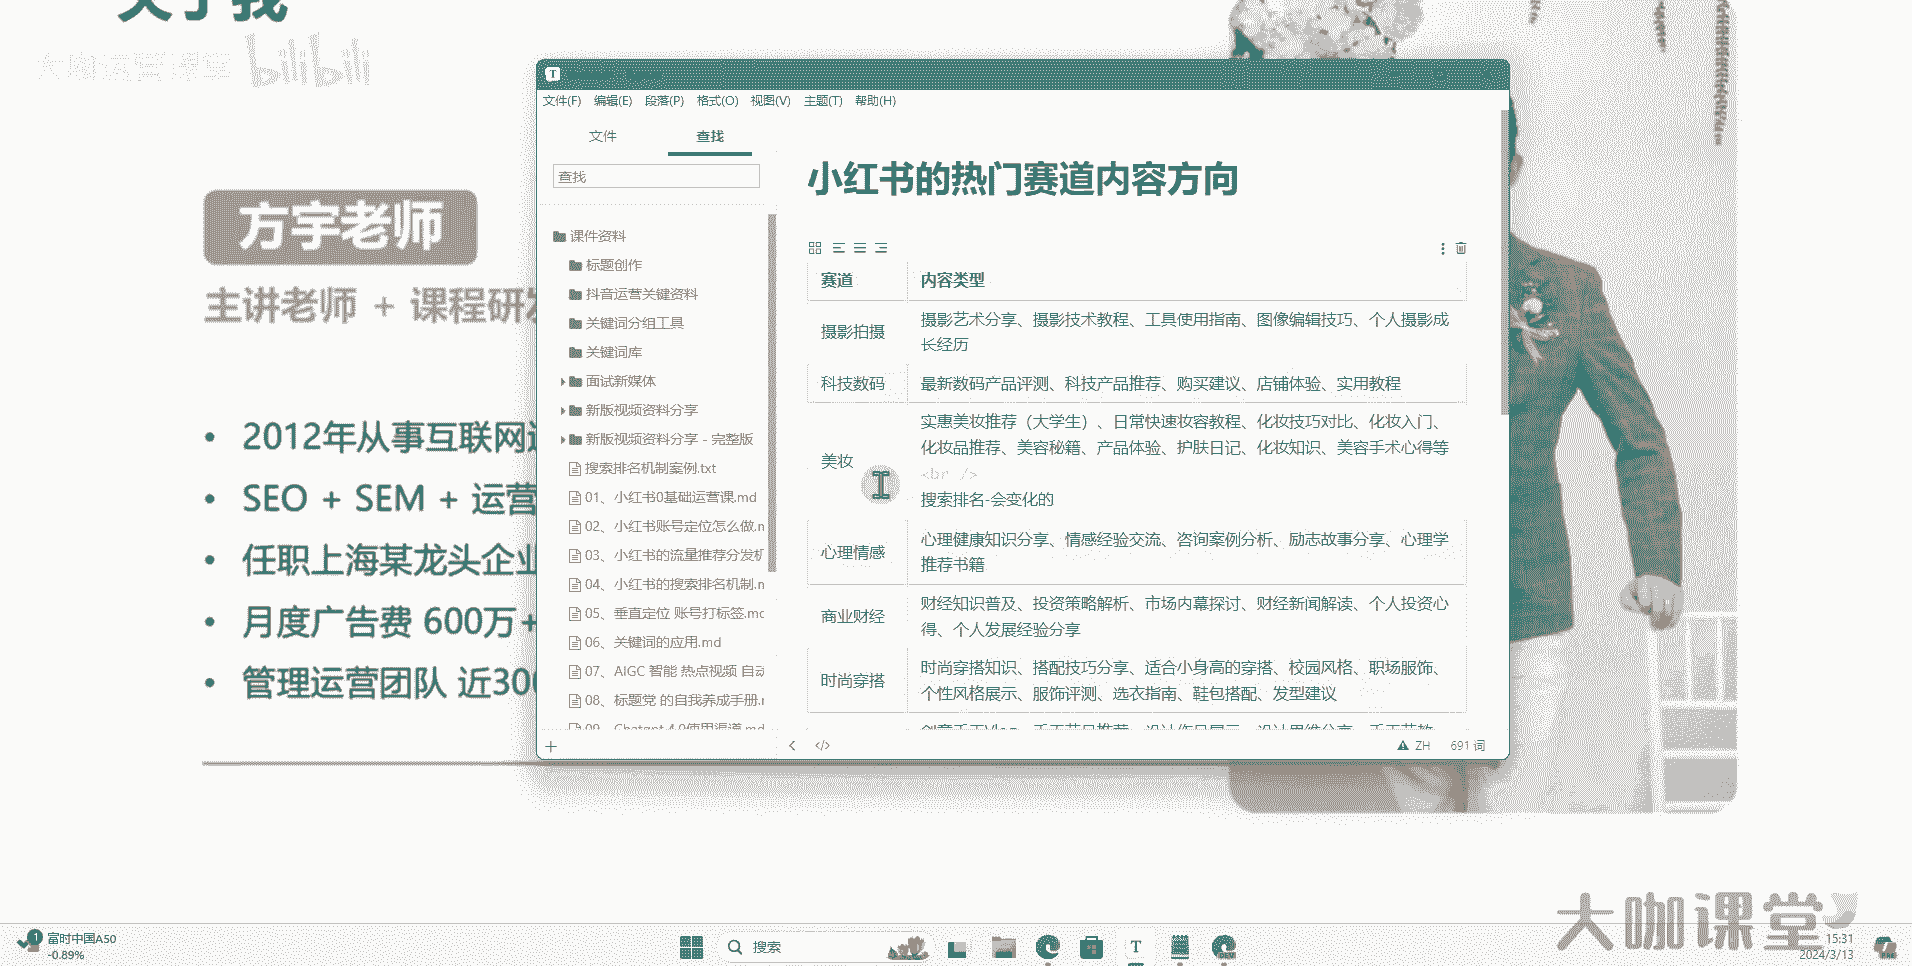 关于我
大咖运营课堂 bilibili
方宇老师
主讲老师 + 课程研发
• 2012年从事互联网
• SEO + SEM + 运营
• 任职上海某龙头企业
• 月度广告费 600万+
• 管理运营团队 近300
T
文件(F) 编辑(E) 段落(P) 格式(O) 视图(V) 主题(T) 帮助(H)
文件 查找
查找
课件资料
标题创作
抖音运营关键资料
关键词分组工具
关键词库
面试新媒体
新版视频资料分享
新版视频资料分享 - 完整版
搜索排名机制案例.txt
01、小红书0基础运营课.md
02、小红书账号定位怎么做.m
03、小红书的流量推荐分发机
04、小红书的搜索排名机制.m
05、垂直定位 账号打标签.mc
06、关键词的应用.md
07、AIGC 智能 热点视频 自动
08、标题党 的自我养成手册.r
09、Chatgpt 4.0使用渠道.md
小红书的热门赛道内容方向
赛道 内容类型
摄影拍摄 摄影艺术分享、摄影技术教程、工具使用指南、图像编辑技巧、个人摄影成
长经历
科技数码 最新数码产品评测、科技产品推荐、购买建议、店铺体验、实用教程
美妆 实惠美妆推荐（大学生）、日常快速妆容教程、化妆技巧对比、化妆入门、
化妆品推荐、美容秘籍、产品体验、护肤日记、化妆知识、美容手术心得等
<br />
搜索排名-会变化的
心理情感 心理健康知识分享、情感经验交流、咨询案例分析、励志故事分享、心理学
推荐书籍
商业财经 财经知识普及、投资策略解析、市场内幕探讨、财经新闻解读、个人投资心
得、个人发展经验分享
时尚穿搭 时尚穿搭知识、搭配技巧分享、适合小身高的穿搭、校园风格、职场服饰、
个性风格展示、服饰评测、选衣指南、鞋包搭配、发型建议
ZH 691 词
大咖课堂
1 富时中国A50
-0.89%
搜索
T
DEV
15:31
2024/3/13